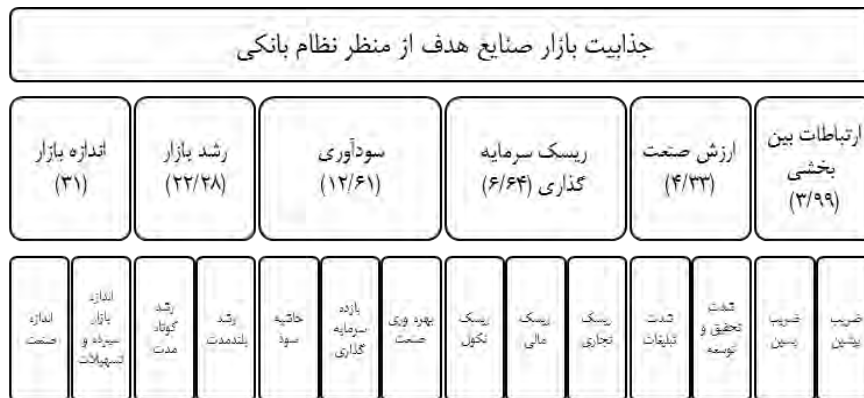 جذابیت بازار صنایع هدف از منظر نظام بانکی
ارتباطات بین
بخشی
(۳/۹۹)
ارزش صنعت
(۴/۳۳)
ریسک سرمایه
گذاری (۶/۶۴)
سودآوری
(۱۲/۶۱)
رشد بازار
(۲۲/۲۸)
اندازه بازار
(۳۱)
ضریب
پیشین
ضریب
پسین
شدت
تحقیق و
توسعه
شدت
تبلیغات
ریسک
تجاری
ریسک
مالی
ریسک
نکول
بهره وری
صنعت
بازده
سرمایه
گذاری
حاشیه
سود
رشد
بلندمدت
رشد
کوتاه
مدت
اندازه
بازار
سپرده و
تسهیلات
اندازه
صنعت